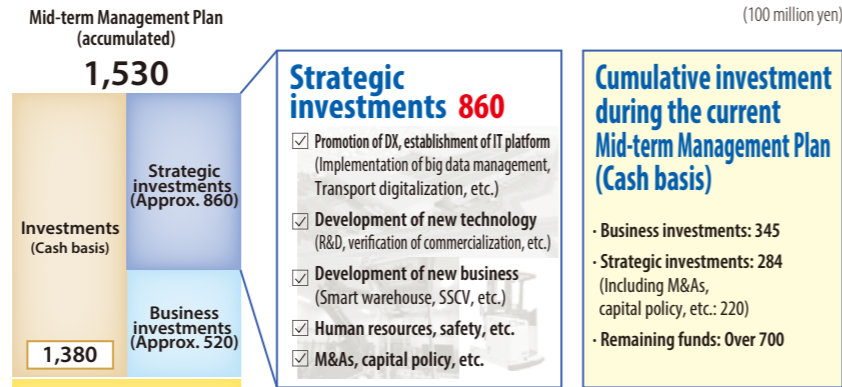 (100 million yen)
Mid-term Management Plan
(accumulated)
1,530
Investments
(Cash basis)
1,380
Strategic
investments
(Approx. 860)
Business
investments
(Approx. 520)
Strategic
investments 860
☑ Promotion of DX, establishment of IT platform
(Implementation of big data management,
Transport digitalization, etc.)
☑ Development of new technology
(R&D, verification of commercialization, etc.)
☑ Development of new business
(Smart warehouse, SSCV, etc.)
☑ Human resources, safety, etc.
☑ M&As, capital policy, etc.
Cumulative investment
during the current
Mid-term Management Plan
(Cash basis)
· Business investments: 345
· Strategic investments: 284
(Including M&As,
capital policy, etc.: 220)
· Remaining funds: Over 700